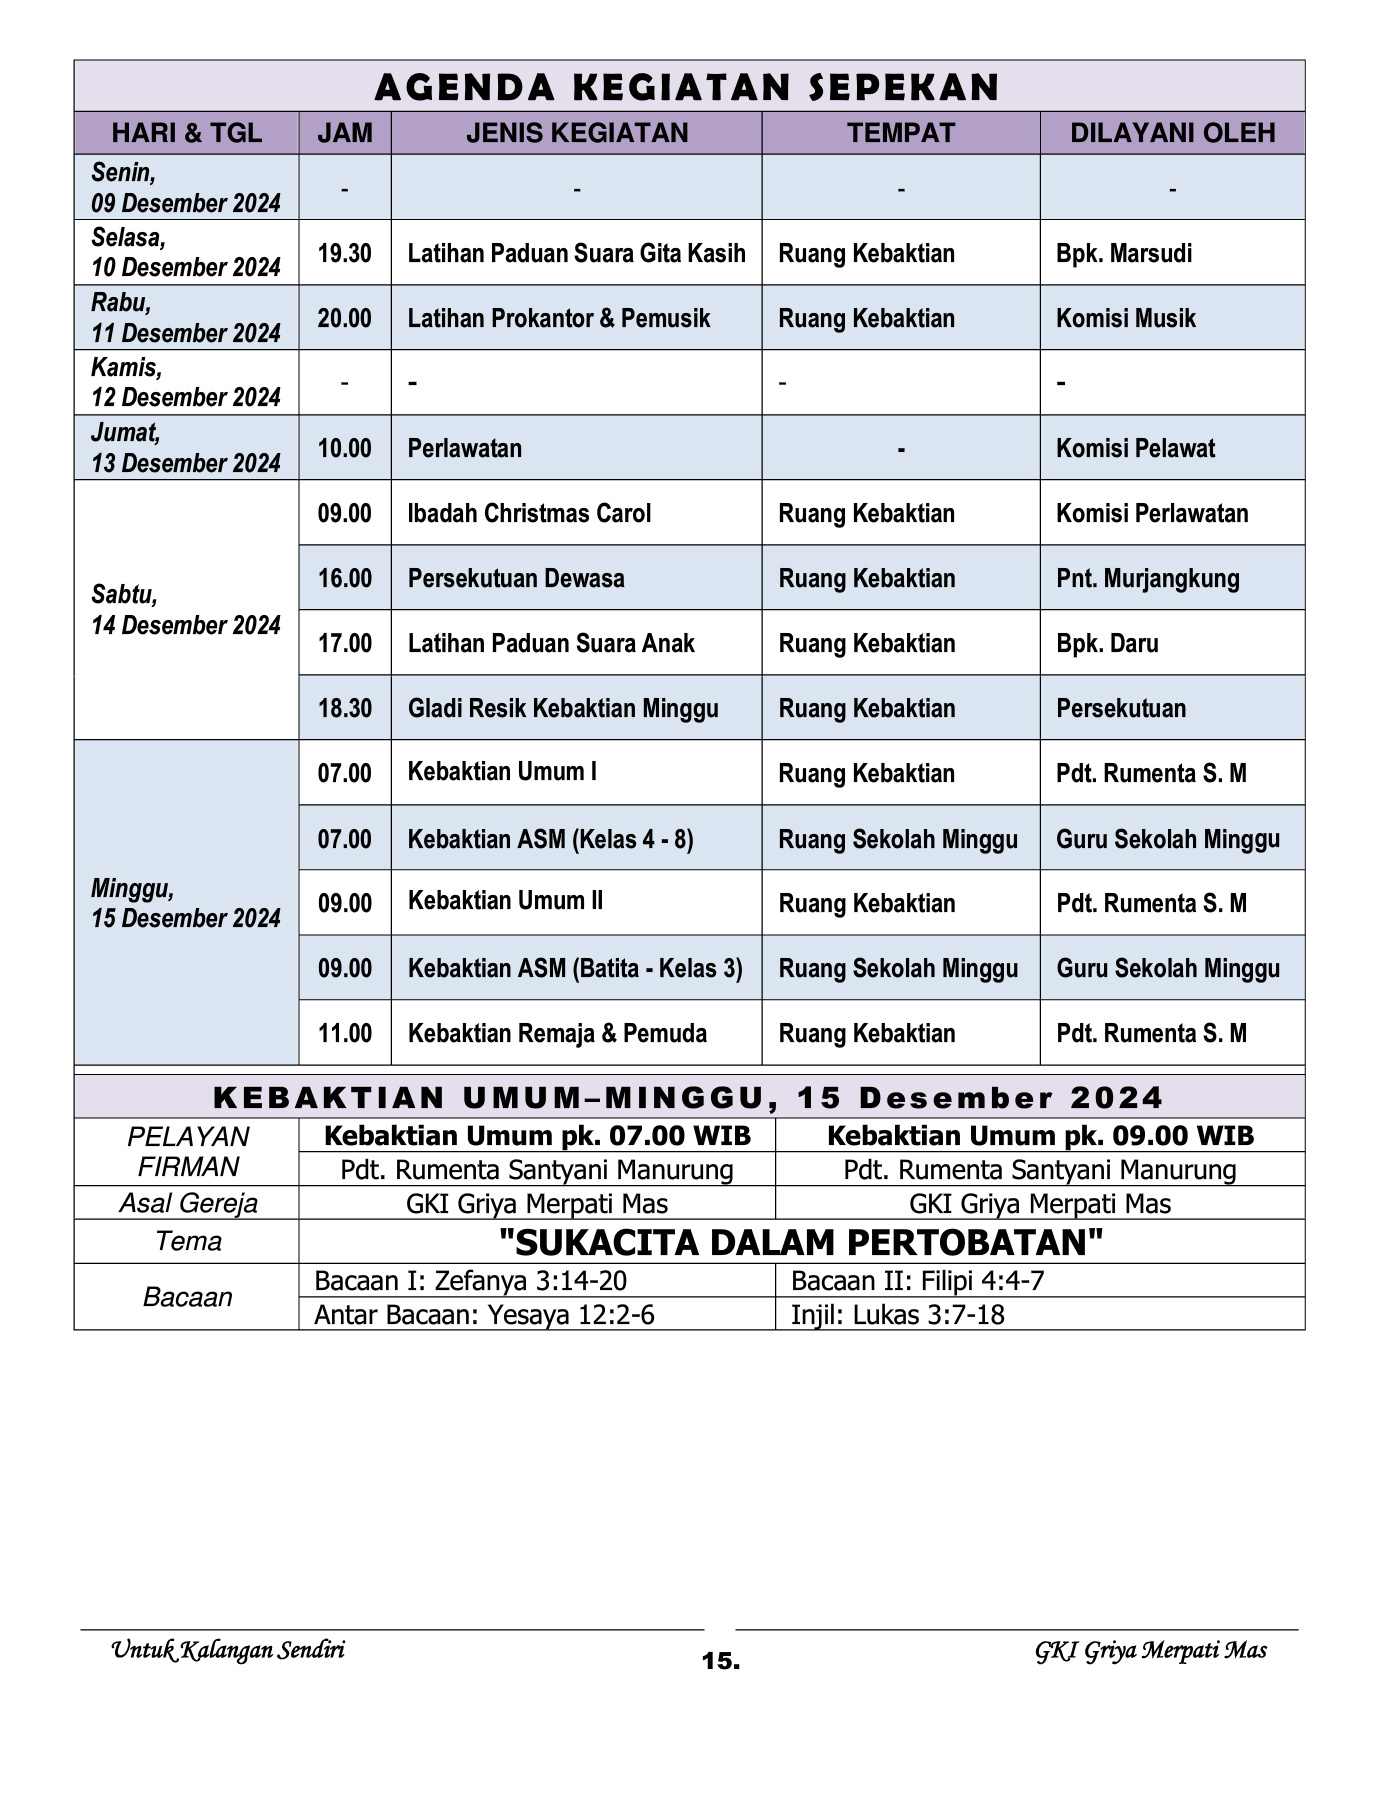 AGENDA KEGIATAN SEPEKAN
HARI & TGL JAM JENIS KEGIATAN TEMPAT DILAYANI OLEH
Senin,
09 Desember 2024 - - - -
Selasa,
10 Desember 2024 19.30 Latihan Paduan Suara Gita Kasih Ruang Kebaktian Bpk. Marsudi
Rabu,
11 Desember 2024 20.00 Latihan Prokantor & Pemusik Ruang Kebaktian Komisi Musik
Kamis,
12 Desember 2024 - - - -
Jumat,
13 Desember 2024 10.00 Perlawatan - Komisi Pelawat
Sabtu,
14 Desember 2024
09.00 Ibadah Christmas Carol Ruang Kebaktian Komisi Perlawatan
16.00 Persekutuan Dewasa Ruang Kebaktian Pnt. Murjangkung
17.00 Latihan Paduan Suara Anak Ruang Kebaktian Bpk. Daru
18.30 Gladi Resik Kebaktian Minggu Ruang Kebaktian Persekutuan
Minggu,
15 Desember 2024
07.00 Kebaktian Umum I Ruang Kebaktian Pdt. Rumenta S. M
07.00 Kebaktian ASM (Kelas 4 - 8) Ruang Sekolah Minggu Guru Sekolah Minggu
09.00 Kebaktian Umum II Ruang Kebaktian Pdt. Rumenta S. M
09.00 Kebaktian ASM (Batita - Kelas 3) Ruang Sekolah Minggu Guru Sekolah Minggu
11.00 Kebaktian Remaja & Pemuda Ruang Kebaktian Pdt. Rumenta S. M
KEBAKTIAN UMUM–MINGGU, 15 Desember 2024
PELAYAN
FIRMAN
Kebaktian Umum pk. 07.00 WIB Kebaktian Umum pk. 09.00 WIB
Pdt. Rumenta Santyani Manurung Pdt. Rumenta Santyani Manurung
Asal Gereja GKI Griya Merpati Mas GKI Griya Merpati Mas
Tema "SUKACITA DALAM PERTOBATAN"
Bacaan
Bacaan I: Zefanya 3:14-20 Bacaan II: Filipi 4:4-7
Antar Bacaan: Yesaya 12:2-6 Injil: Lukas 3:7-18
Untuk Kalangan Sendiri 15. GKI Griya Merpati Mas